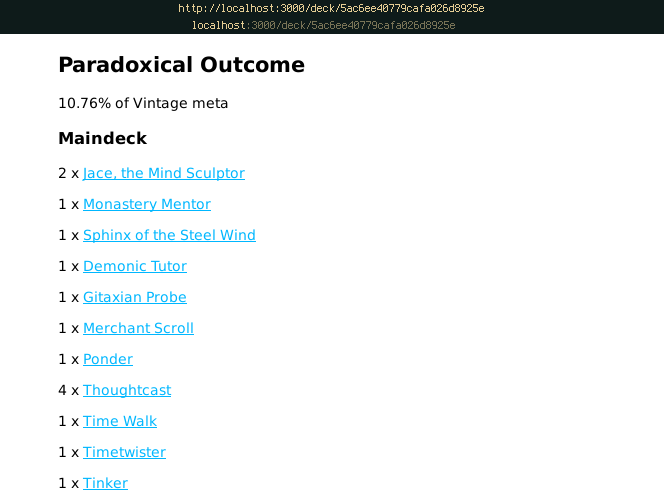 http://localhost:3000/deck/5ac6ee40779cafa026d8925e
localhost:3000/deck/5ac6ee40779cafa026d8925e
Paradoxical Outcome
10.76% of Vintage meta
Maindeck
2 x Jace, the Mind Sculptor
1 x Monastery Mentor
1 x Sphinx of the Steel Wind
1 x Demonic Tutor
1 x Gitaxian Probe
1 x Merchant Scroll
1 x Ponder
4 x Thoughtcast
1 x Time Walk
1 x Timetwister
1 x Tinker